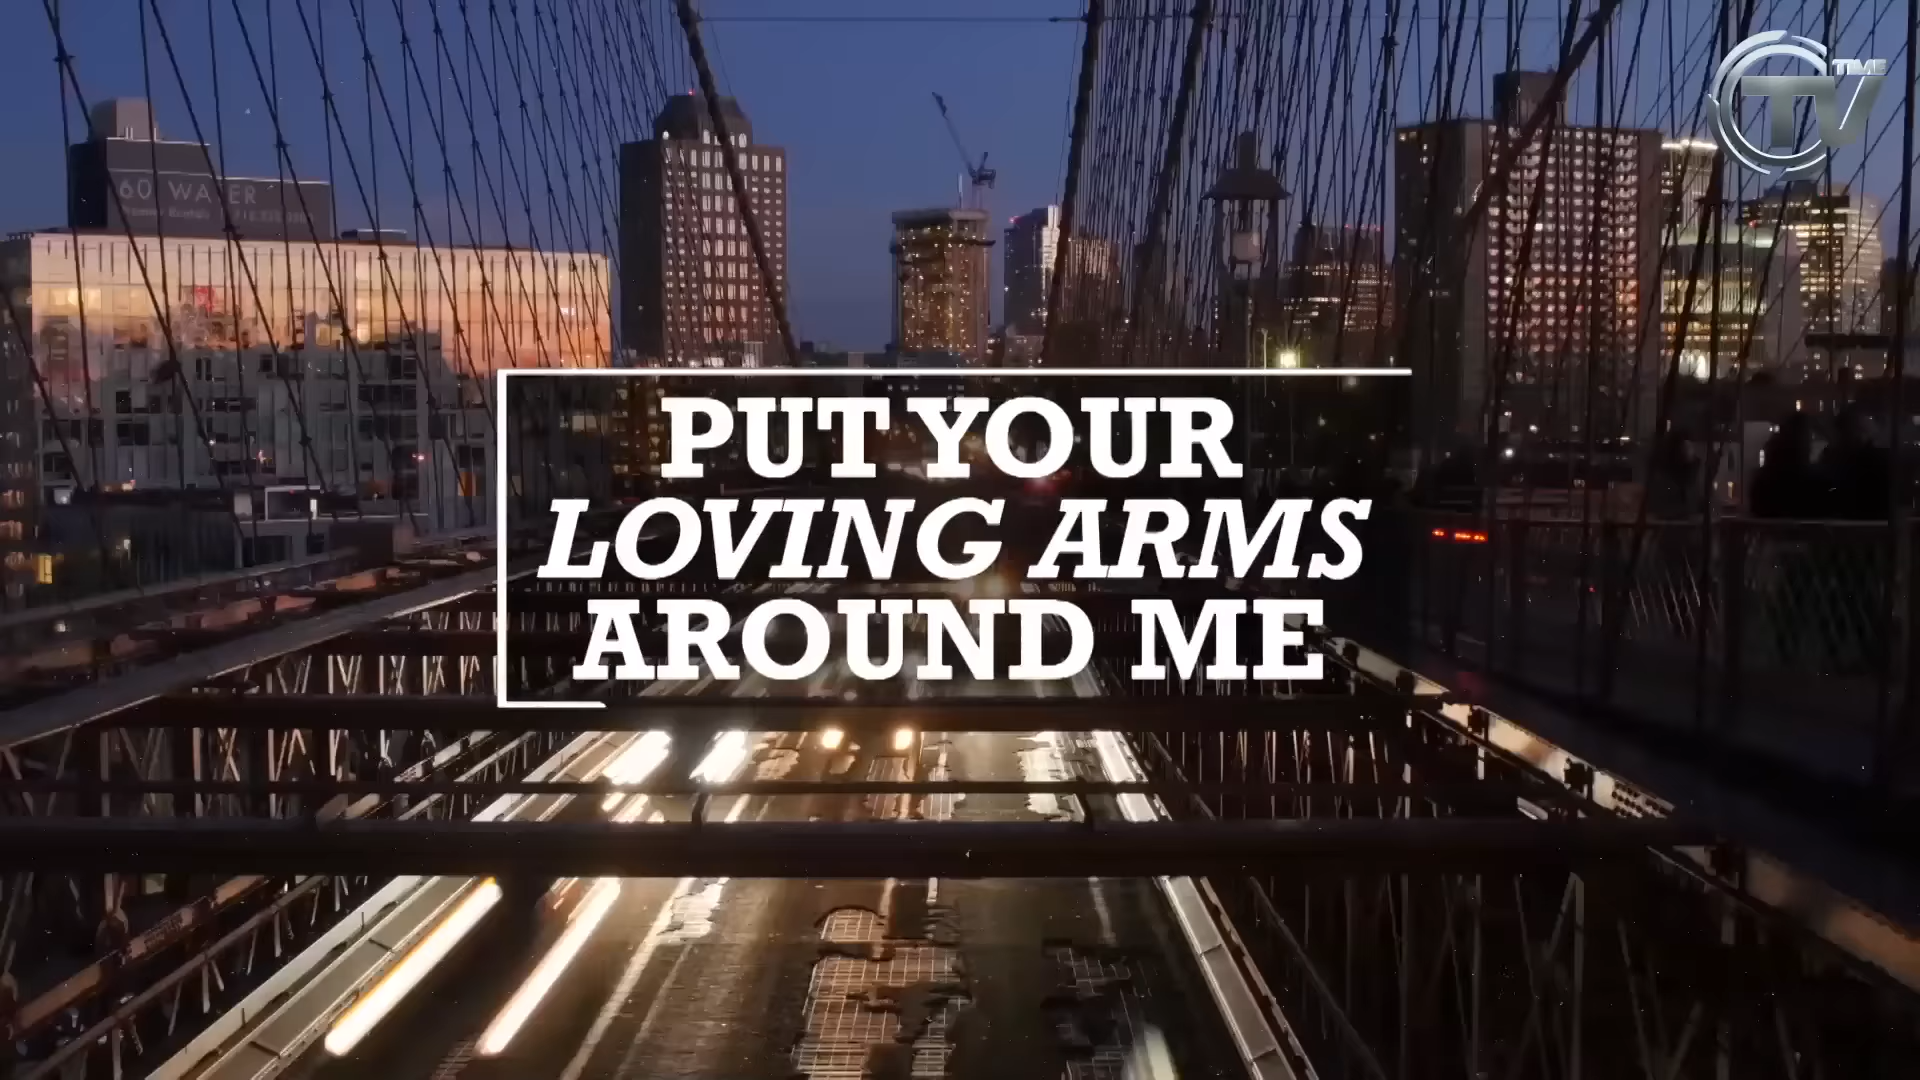 TIME
TV
60 WATER
PUT YOUR
LOVING ARMS
AROUND ME